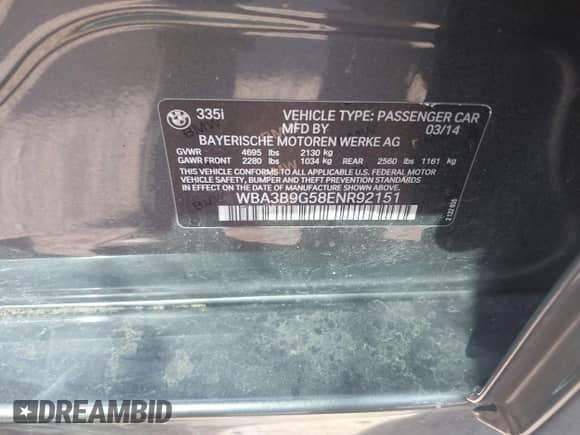 335i VEHICLE TYPE: PASSENGER CAR
MFD BY 03/14
BAYERISCHE MOTOREN WERKE AG
GVWR 4695 lbs 2130 kg
GAWR FRONT 2280 lbs 1034 kg REAR 2560 lbs 1161 kg
THIS VEHICLE CONFORMS TO ALL APPLICABLE U.S. FEDERAL MOTOR
VEHICLE SAFETY, BUMPER AND THEFT PREVENTION STANDARDS IN
EFFECT ON THE DATE OF MANUFACTURE SHOWN ABOVE.
WBA3B9G58ENR92151
DREAMBID